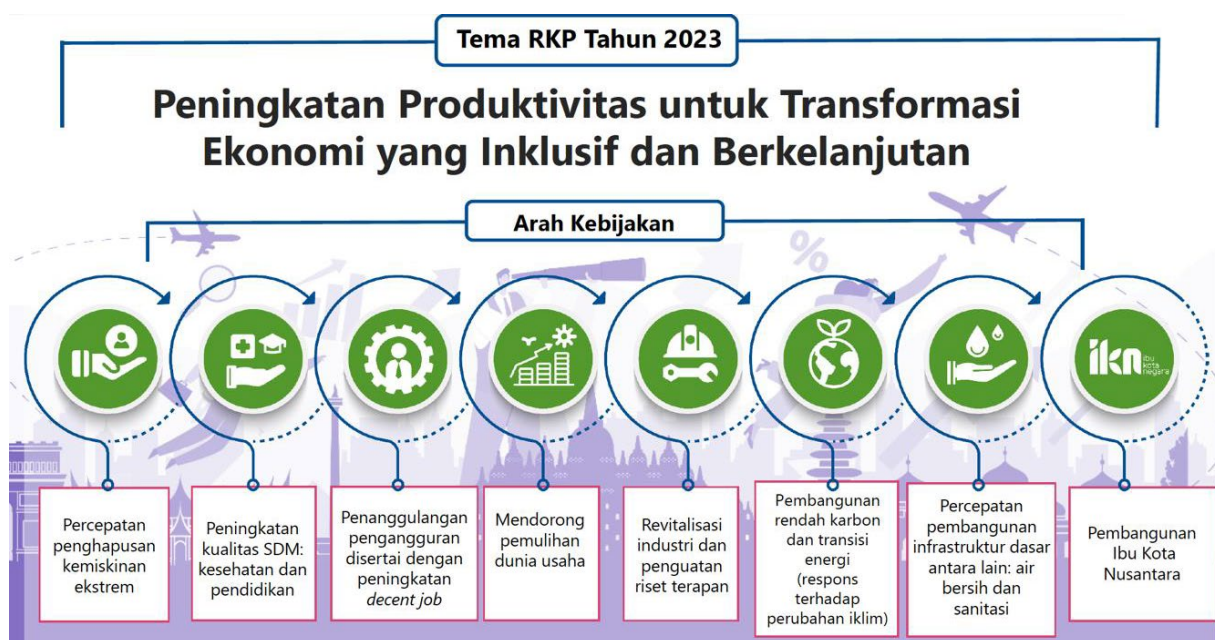 Tema RKP Tahun 2023
Peningkatan Produktivitas untuk Transformasi
Ekonomi yang Inklusif dan Berkelanjutan
Arah Kebijakan
%
ikn ibu
kota
negara
Percepatan
penghapusan
kemiskinan
ekstrem
Peningkatan
kualitas SDM:
kesehatan dan
pendidikan
Penanggulangan
pengangguran
disertai dengan
peningkatan
decent job
Mendorong
pemulihan
dunia usaha
Revitalisasi
industri dan
penguatan
riset terapan
Pembangunan
rendah karbon
dan transisi
energi
(respons
terhadap
perubahan iklim)
Percepatan
pembangunan
infrastruktur dasar
antara lain: air
bersih dan
sanitasi
Pembangunan
Ibu Kota
Nusantara